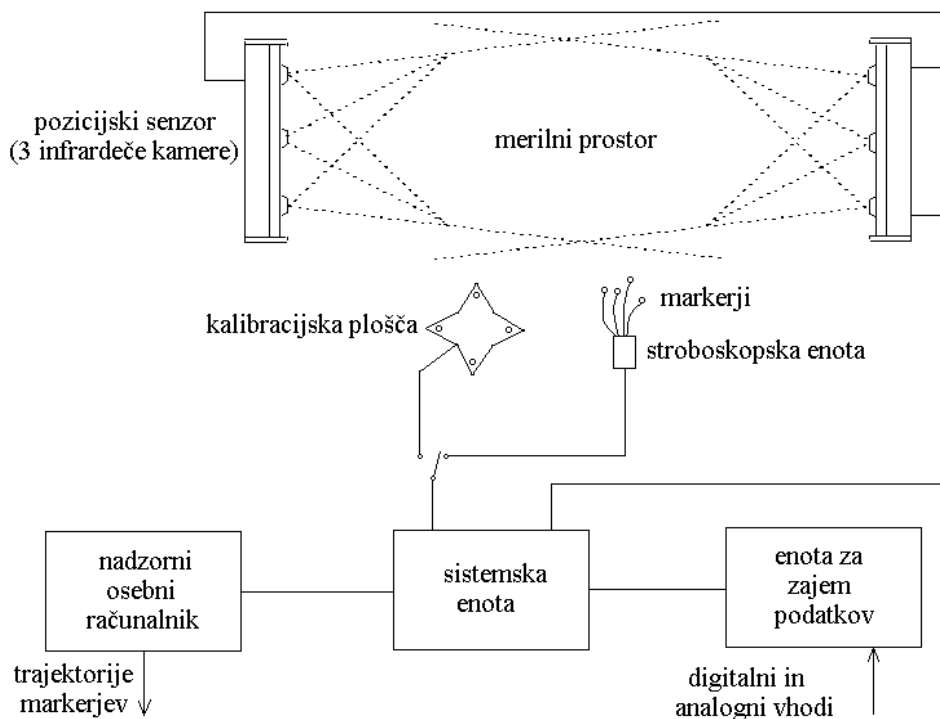 pozicijski senzor
(3 infrardeče kamere)
merilni prostor
kalibracijska plošča
markerji
stroboskopska enota
nadzorni
osebni
računalnik
sistemska
enota
enota za
zajem
podatkov
trajektorije
markerjev
digitalni in
analogni vhodi